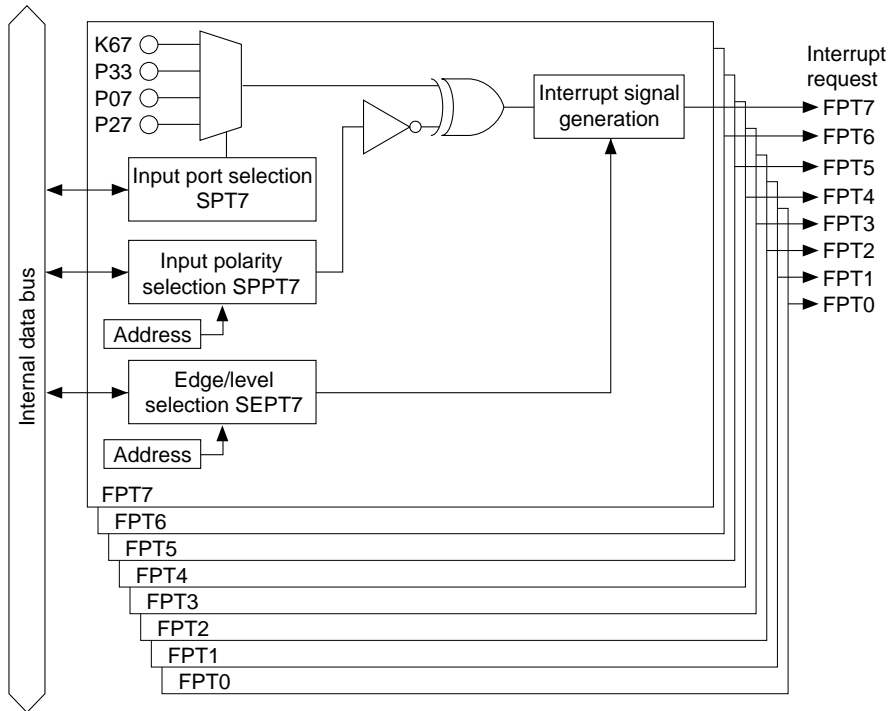 K67
P33
P07
P27
Input port selection
SPT7
Input polarity
selection SPPT7
Address
Edge/level
selection SEPT7
Address
Interrupt signal
generation
Internal data bus
FPT7
FPT6
FPT5
FPT4
FPT3
FPT2
FPT1
FPT0
Interrupt
request
FPT7
FPT6
FPT5
FPT4
FPT3
FPT2
FPT1
FPT0